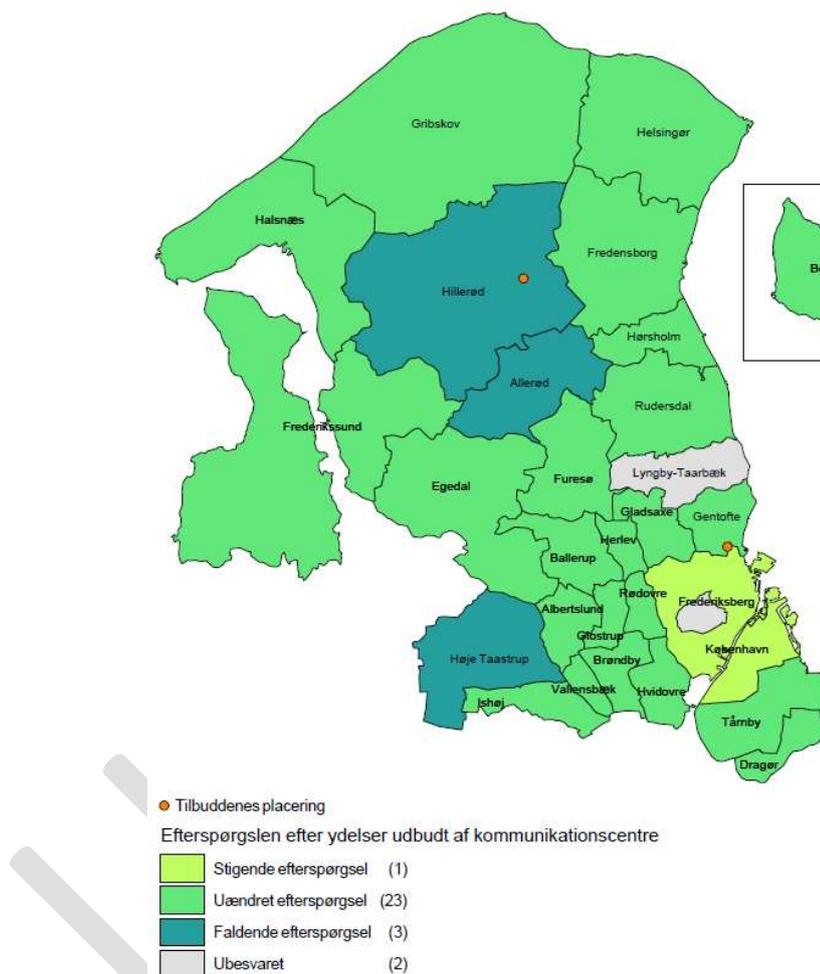 Gribskov
Helsingør
Halsnæs
Fredensborg
Hillerød
Hørsholm
Allerød
Rudersdal
Frederikssund
Lyngby-Taarbæk
Egedal
Furesø
Gladsaxe
Gentofte
Herlev
Ballerup
Rødovre
Frederiksberg
Albertslund
Glostrup
København
Høje Taastrup
Brøndby
Vallensbæk
Hvidovre
Ishøj
Tårnby
Dragør
Tilbuddenes placering
Efterspørgslen efter ydelser udbudt af kommunikationscentre
Stigende efterspørgsel (1)
Uændret efterspørgsel (23)
Faldende efterspørgsel (3)
Ubesvaret (2)